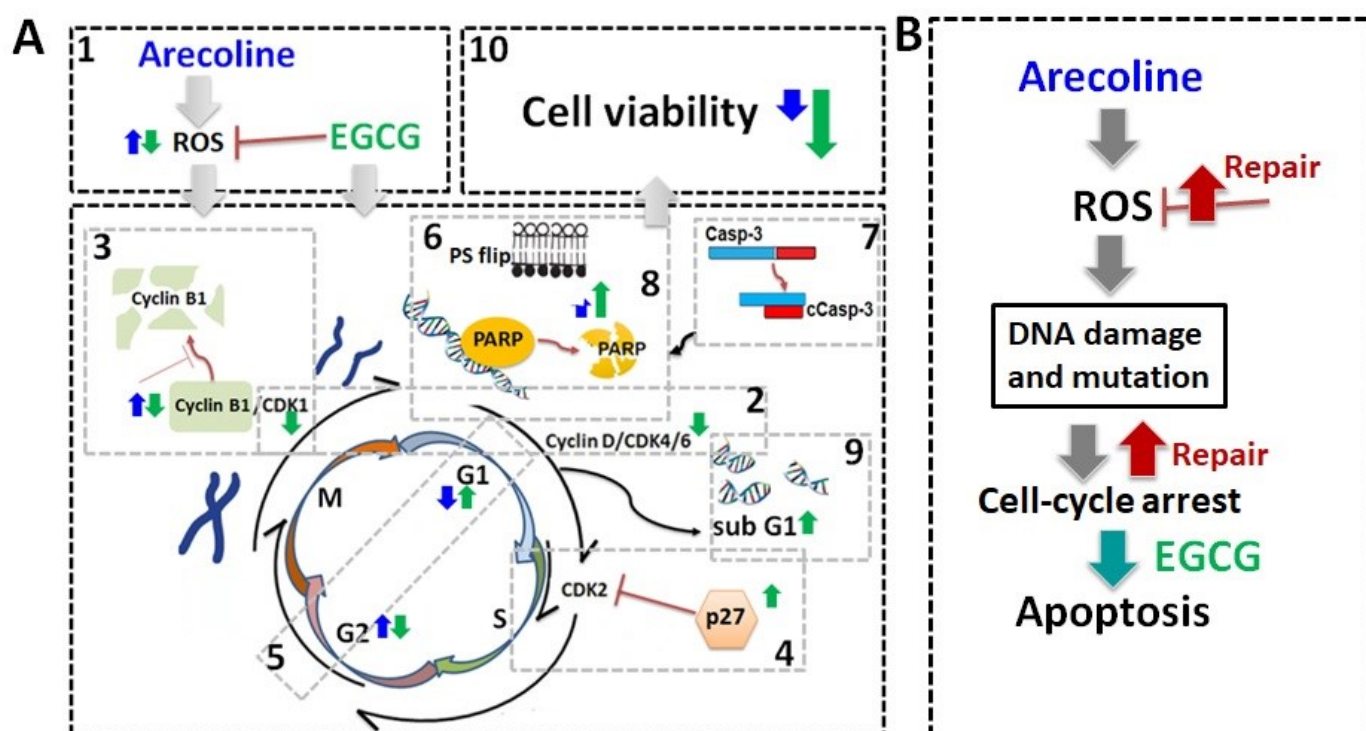 A
1
Arecoline
ROS
EGCG
10
Cell viability
3
Cyclin B1
Cyclin B1/CDK1
6
PS flip
8
PARP
PARP
7
Casp-3
cCasp-3
2
Cyclin D/CDK4/6
9
sub G1
G1
M
G2
S
5
CDK2
p27
4
B
Arecoline
Repair
ROS
DNA damage
and mutation
Repair
Cell-cycle arrest
EGCG
Apoptosis